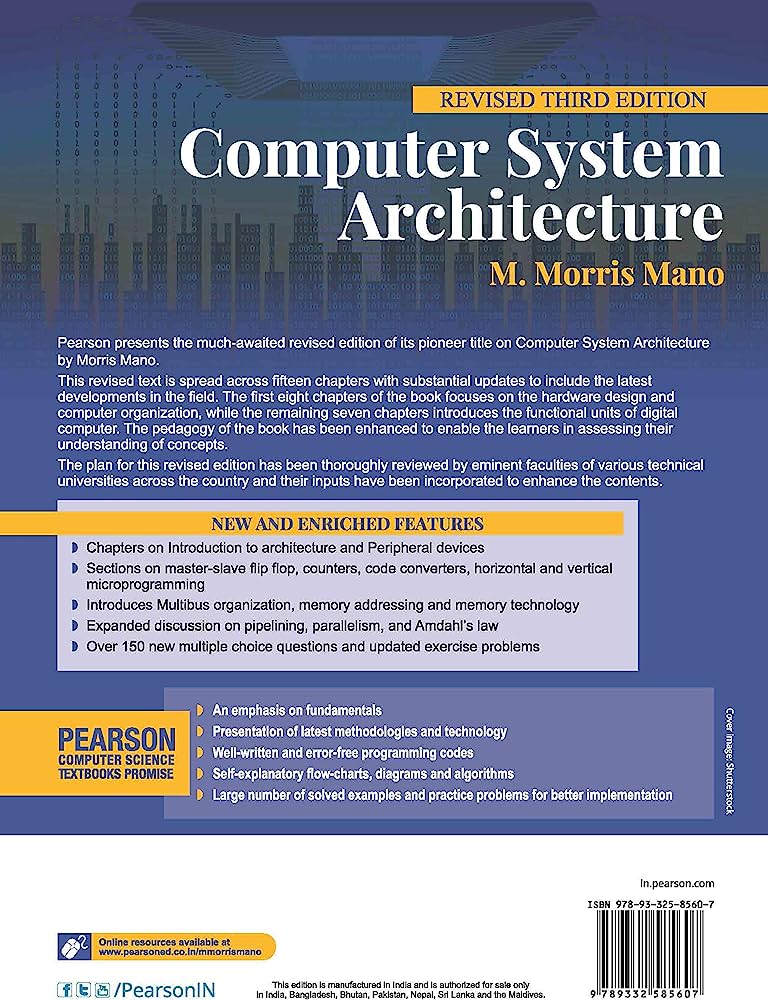 REVISED THIRD EDITION
Computer System
Architecture
M. Morris Mano
Pearson presents the much-awaited revised edition of its pioneer title on Computer System Architecture
by Morris Mano.
This revised text is spread across fifteen chapters with substantial updates to include the latest
developments in the field. The first eight chapters of the book focuses on the hardware design and
computer organization, while the remaining seven chapters introduces the functional units of digital
computer. The pedagogy of the book has been enhanced to enable the learners in assessing their
understanding of concepts.
The plan for this revised edition has been thoroughly reviewed by eminent faculties of various technical
universities across the country and their inputs have been incorporated to enhance the contents.
NEW AND ENRICHED FEATURES
Chapters on Introduction to architecture and Peripheral devices
Sections on master-slave flip flop, counters, code converters, horizontal and vertical
microprogramming
Introduces Multibus organization, memory addressing and memory technology
Expanded discussion on pipelining, parallelism, and Amdahl's law
Over 150 new multiple choice questions and updated exercise problems
PEARSON
COMPUTER SCIENCE
TEXTBOOKS PROMISE
An emphasis on fundamentals
Presentation of latest methodologies and technology
Well-written and error-free programming codes
Self-explanatory flow-charts, diagrams and algorithms
Large number of solved examples and practice problems for better implementation
Cover Image: Shutterstock
in.pearson.com
ISBN 978-93-325-8560-7
9 789332 585607
Online resources available at
www.pearsoned.co.in/mmorrismano
/PearsonIN
This edition is manufactured in India and is authorized for sale only
in India, Bangladesh, Bhutan, Pakistan, Nepal, Sri Lanka and the Maldives.